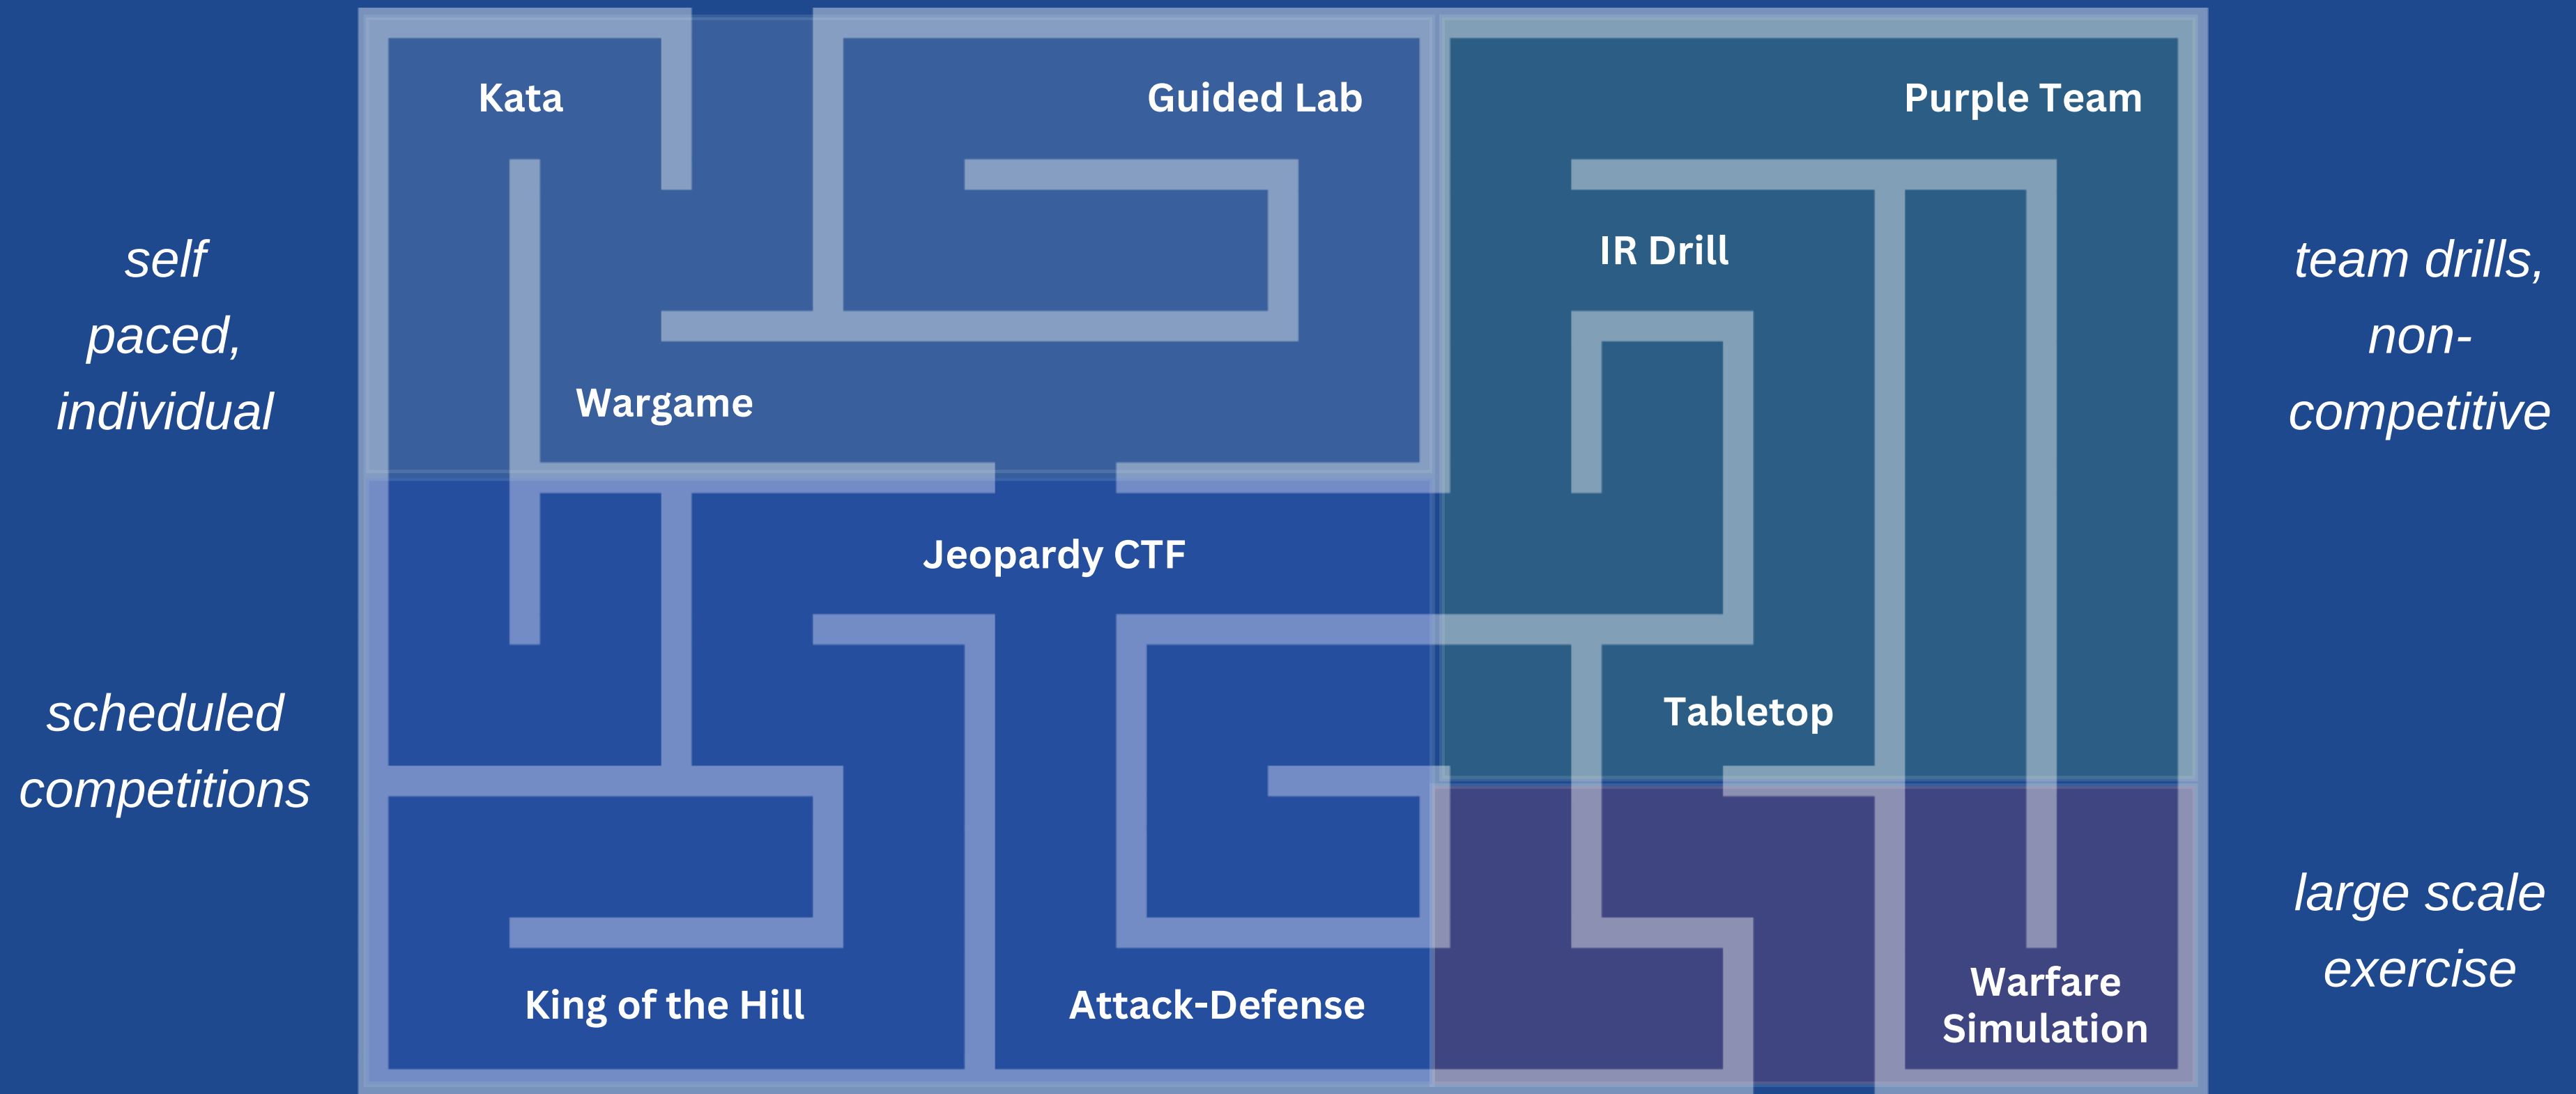 Kata
Guided Lab
Purple Team
self
paced,
individual
IR Drill
team drills,
non-
competitive
Wargame
Jeopardy CTF
scheduled
competitions
Tabletop
large scale
exercise
King of the Hill
Attack-Defense
Warfare
Simulation